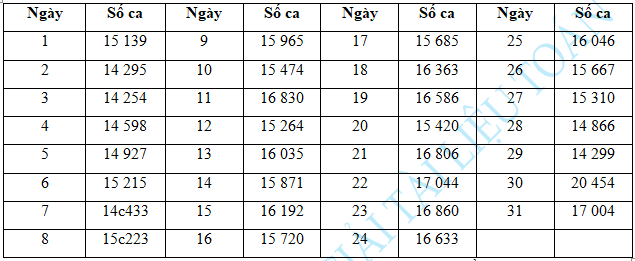 Ngày Số ca Ngày Số ca Ngày Số ca Ngày Số ca
1 15 139 9 15 965 17 15 685 25 16 046
2 14 295 10 15 474 18 16 363 26 15 667
3 14 254 11 16 830 19 16 586 27 15 310
4 14 598 12 15 264 20 15 420 28 14 866
5 14 927 13 16 035 21 16 806 29 14 299
6 15 215 14 15 871 22 17 044 30 20 454
7 14c433 15 16 192 23 16 860 31 17 004
8 15c223 16 15 720 24 16 633
GIẢI TÀI LIỆU TOÁN